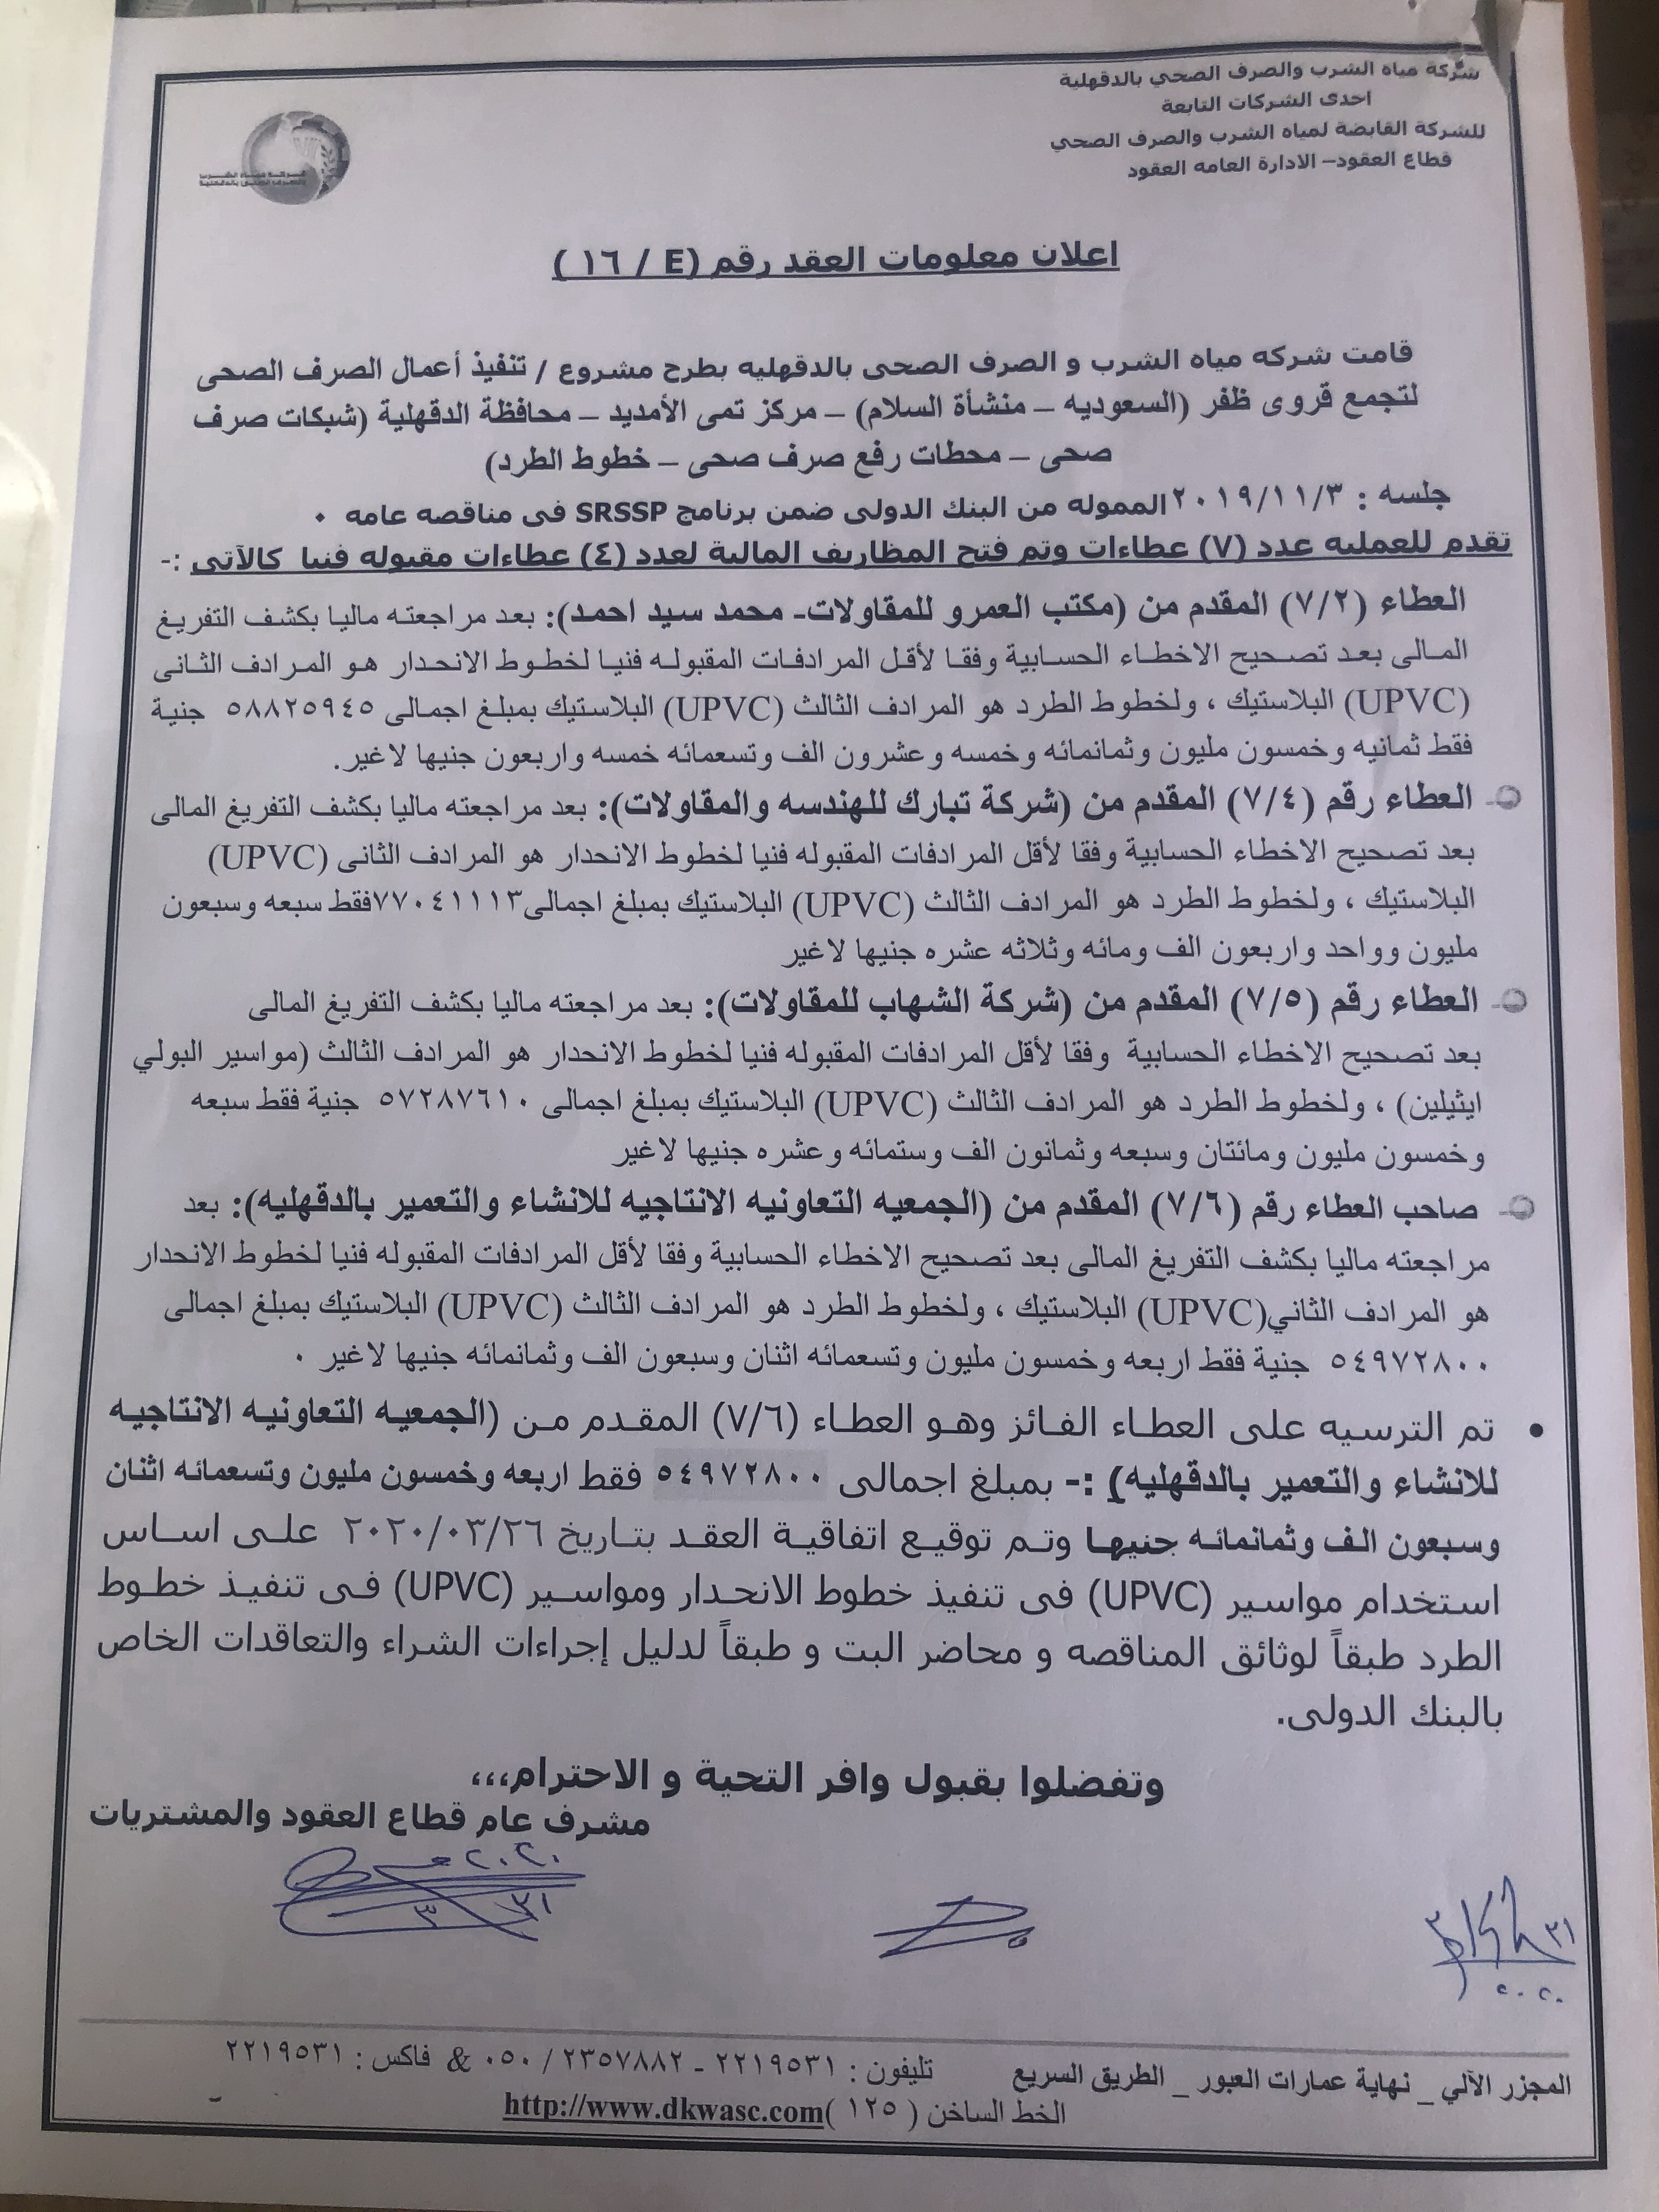 شركة مياه الشرب والصرف الصحي بالدقهلية
احدى الشركات التابعة
للشركة القابضة لمياه الشرب والصرف الصحي
قطاع العقود– الادارة العامه العقود
اعلان معلومات العقد رقم (E / ١٦ )
قامت شركه مياه الشرب و الصرف الصحى بالدقهليه بطرح مشروع / تنفيذ أعمال الصرف الصحى
لتجمع قروى ظفر (السعوديه – منشأة السلام) – مركز تمى الأمديد – محافظة الدقهلية (شبكات صرف
صحى – محطات رفع صرف صحى – خطوط الطرد)
جلسه : ٢٠١٩/١١/٣ الممولة من البنك الدولى ضمن برنامج SRSSP فى مناقصه عامه ٠
تقدم للعمليه عدد (٧) عطاءات وتم فتح المظاريف المالية لعدد (٤) عطاءات مقبوله فنيا كالآتى :-
العطاء (٧/٢) المقدم من (مكتب العمرو للمقاولات- محمد سيد احمد): بعد مراجعته ماليا بكشف التفريغ
المالى بعد تصحيح الاخطاء الحسابية وفقا لأقل المرادفات المقبوله فنيا لخطوط الانحدار هو المرادف الثانى
(UPVC) البلاستيك ، ولخطوط الطرد هو المرادف الثالث (UPVC) البلاستيك بمبلغ اجمالى ٥٨٨٢٥٩٤٥ جنية
فقط ثمانيه وخمسون مليون وثمانمائه وخمسه وعشرون الف وتسعمائه خمسه واربعون جنيها لاغير.
العطاء رقم (٧/٤) المقدم من (شركة تبارك للهندسه والمقاولات): بعد مراجعته ماليا بكشف التفريغ المالى
بعد تصحيح الاخطاء الحسابية وفقا لأقل المرادفات المقبوله فنيا لخطوط الانحدار هو المرادف الثانى (UPVC)
البلاستيك ، ولخطوط الطرد هو المرادف الثالث (UPVC) البلاستيك بمبلغ اجمالى٧٧٠٤١١١٣فقط سبعه وسبعون
مليون وواحد واربعون الف ومائه وثلاثه عشره جنيها لاغير
العطاء رقم (٧/٥) المقدم من (شركة الشهاب للمقاولات): بعد مراجعته ماليا بكشف التفريغ المالى
بعد تصحيح الاخطاء الحسابية وفقا لأقل المرادفات المقبوله فنيا لخطوط الانحدار هو المرادف الثالث (مواسير البولي
ايثيلين) ، ولخطوط الطرد هو المرادف الثالث (UPVC) البلاستيك بمبلغ اجمالى ٥٧٢٨٧٦١٠ جنية فقط سبعه
وخمسون مليون ومائتان وسبعه وثمانون الف وستمائه وعشره جنيها لاغير
صاحب العطاء رقم (٧/٦) المقدم من (الجمعيه التعاونيه الانتاجيه للانشاء والتعمير بالدقهليه): بعد
مراجعته ماليا بكشف التفريغ المالى بعد تصحيح الاخطاء الحسابية وفقا لأقل المرادفات المقبوله فنيا لخطوط الانحدار
هو المرادف الثاني(UPVC) البلاستيك ، ولخطوط الطرد هو المرادف الثالث (UPVC) البلاستيك بمبلغ اجمالى
٥٤٩٧٢٨٠٠ جنية فقط اربعه وخمسون مليون وتسعمائه اثنان وسبعون الف وثمانمائه جنيها لاغير ٠
• تم الترسيه على العطاء الفائز وهو العطاء (٧/٦) المقدم من (الجمعيه التعاونيه الانتاجيه
للانشاء والتعمير بالدقهليه) :- بمبلغ اجمالى ٥٤٩٧٢٨٠٠ فقط اربعه وخمسون مليون وتسعمائه اثنان
وسبعون الف وثمانمائه جنيها وتم توقيع اتفاقية العقد بتاريخ ٢٠٢٠/٠٣/٢٦ على اساس
استخدام مواسير (UPVC) فى تنفيذ خطوط الانحدار ومواسير (UPVC) فى تنفيذ خطوط
الطرد طبقاً لوثائق المناقصه و محاضر البت و طبقاً لدليل إجراءات الشراء والتعاقدات الخاص
بالبنك الدولى.
وتفضلوا بقبول وافر التحية و الاحترام،،،
مشرف عام قطاع العقود والمشتريات
٢٠٢٠
٣١
٣
٣١
٣
٢٠٢٠
المجزر الآلي _ نهاية عمارات العبور _ الطريق السريع تليفون : ٢٢١٩٥٣١ - ٢٣٥٧٨٨٢ / ٠٥٠ & فاكس : ٢٢١٩٥٣١
الخط الساخن ( ١٢٥ )http://www.dkwasc.com